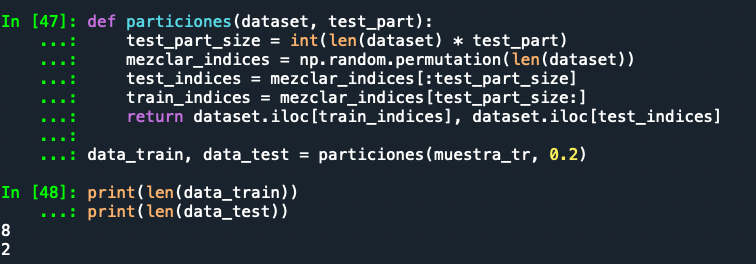 In [47]: def particiones(dataset, test_part):
    ...:     test_part_size = int(len(dataset) * test_part)
    ...:     mezclar_indices = np.random.permutation(len(dataset))
    ...:     test_indices = mezclar_indices[:test_part_size]
    ...:     train_indices = mezclar_indices[test_part_size:]
    ...:     return dataset.iloc[train_indices], dataset.iloc[test_indices]
    ...:
    ...: data_train, data_test = particiones(muestra_tr, 0.2)
In [48]: print(len(data_train))
    ...: print(len(data_test))
8
2